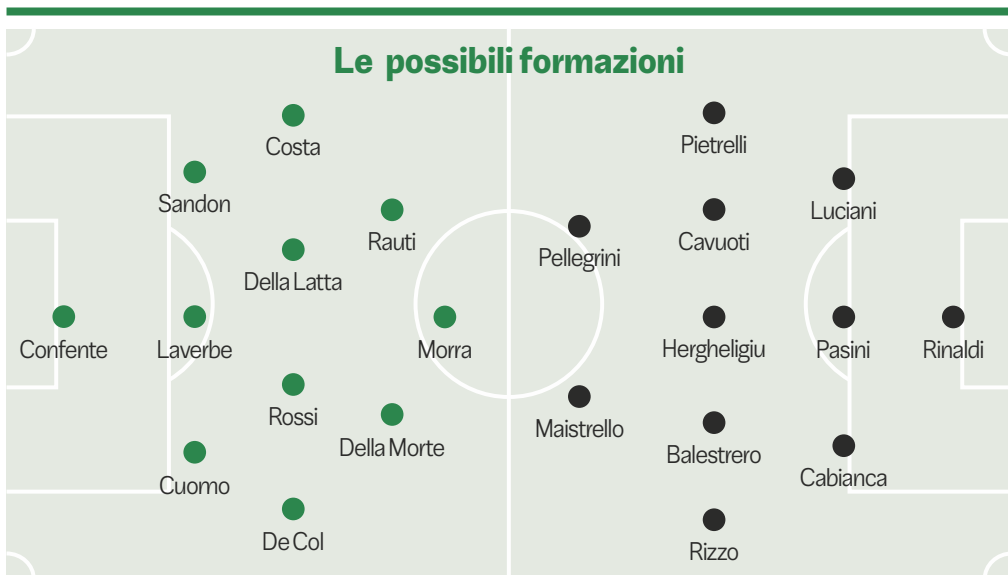 Le possibili formazioni
Costa
Pietrelli
Sandon
Luciani
Rauti
Cavuoti
Pellegrini
Della Latta
Confente
Laverbe
Morra
Hergheligiu
Pasini
Rinaldi
Rossi
Maistrello
Della Morte
Balestrero
Cuomo
Cabianca
De Col
Rizzo